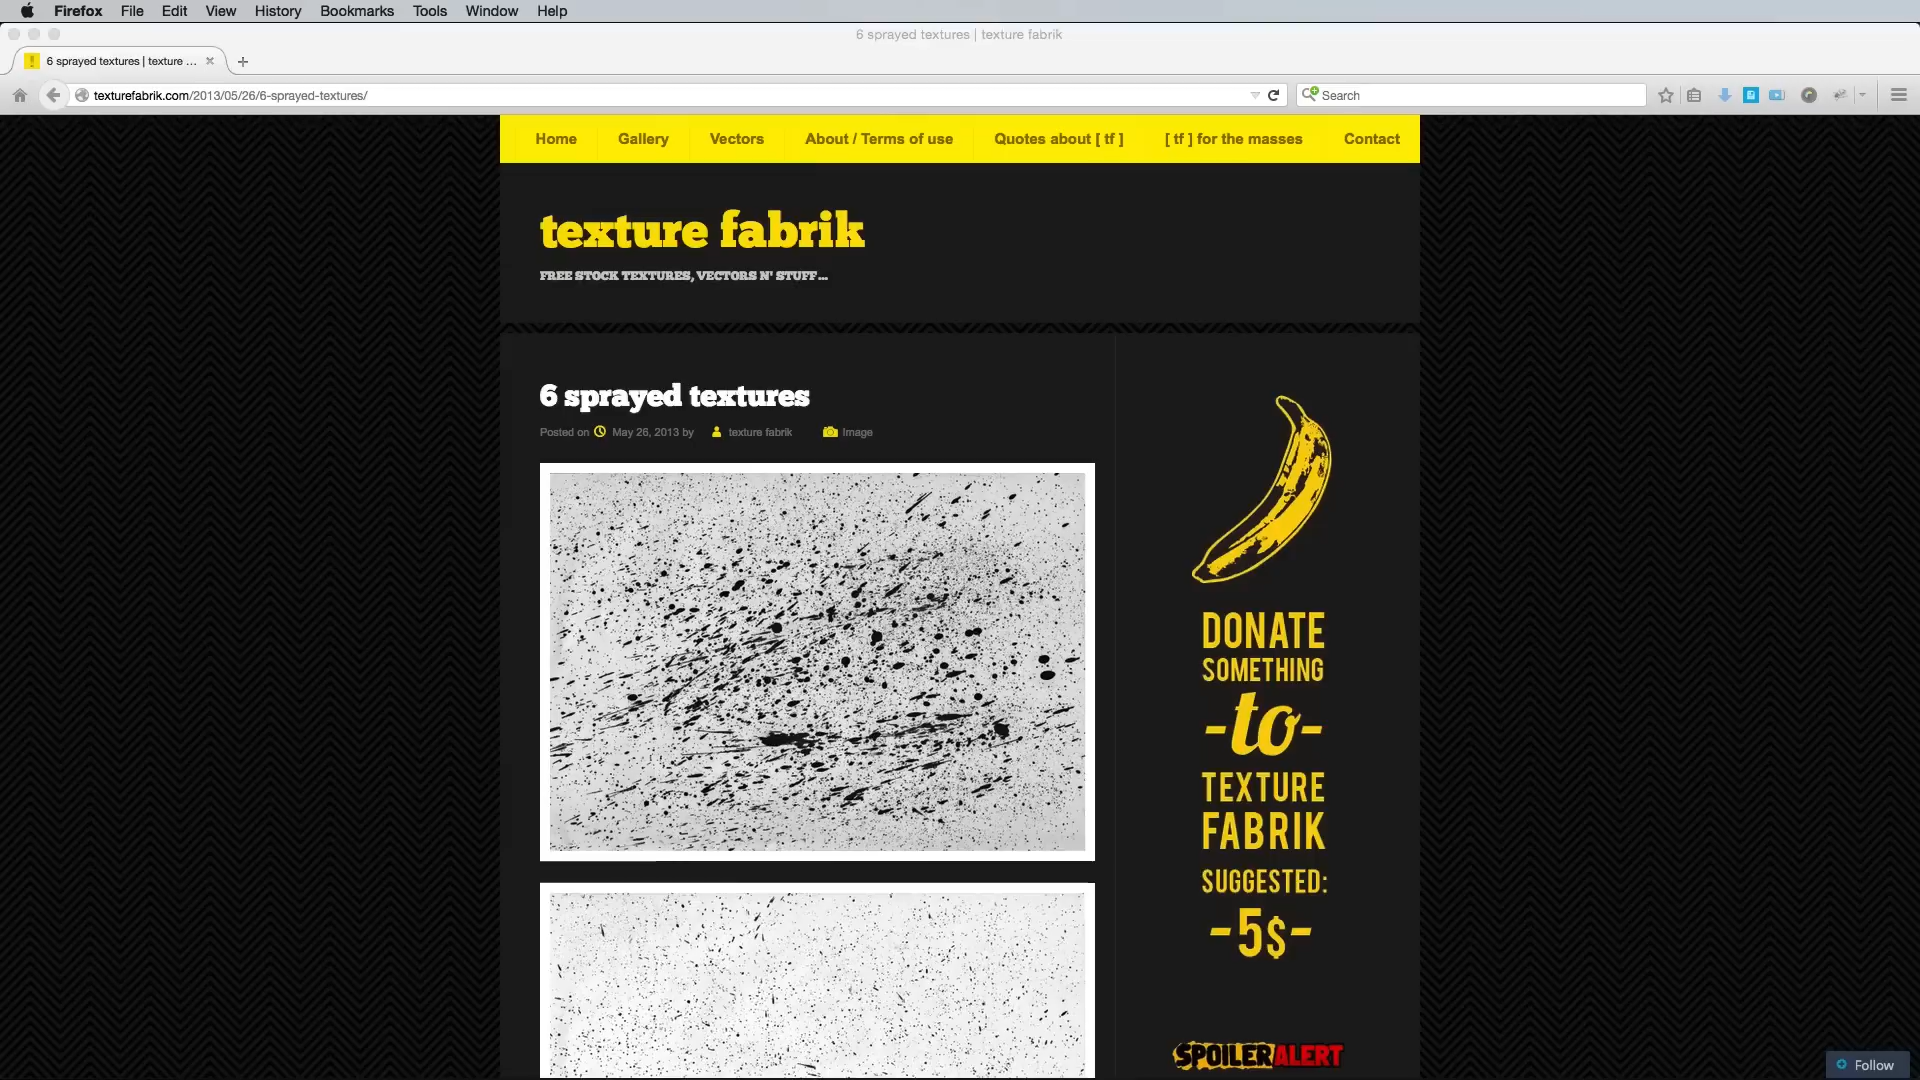 Firefox File Edit View History Bookmarks Tools Window Help
6 sprayed textures | texture fabrik
6 sprayed textures | texture ...
texturefabrik.com/2013/05/26/6-sprayed-textures/
Search
Home Gallery Vectors About / Terms of use Quotes about [ tf ] [ tf ] for the masses Contact
texture fabrik
FREE STOCK TEXTURES, VECTORS N' STUFF...
6 sprayed textures
Posted on May 26, 2013 by texture fabrik Image
DONATE
SOMETHING
-to-
TEXTURE
FABRIK
SUGGESTED:
-5$-
SPOILERALERT
Follow